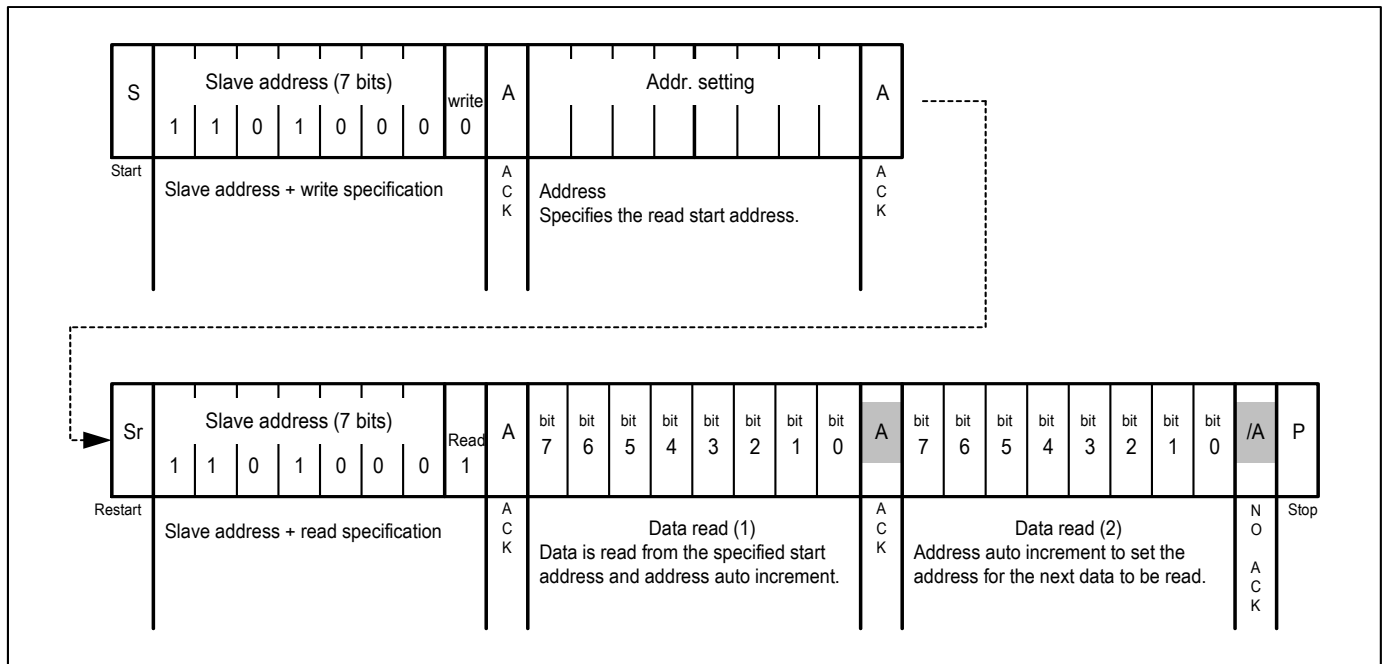 S
Slave address (7 bits)
write
A
Addr. setting
A
1 1 0 1 0 0 0 0
Start
Slave address + write specification
A
C
K
Address
Specifies the read start address.
A
C
K
Sr
Slave address (7 bits)
Read
A
bit bit bit bit bit bit bit bit
7 6 5 4 3 2 1 0
A
bit bit bit bit bit bit bit bit
7 6 5 4 3 2 1 0
/A
P
1 1 0 1 0 0 0 1
Restart
Slave address + read specification
A
C
K
Data read (1)
Data is read from the specified start
address and address auto increment.
A
C
K
Data read (2)
Address auto increment to set the
address for the next data to be read.
N
O
A
C
K
Stop